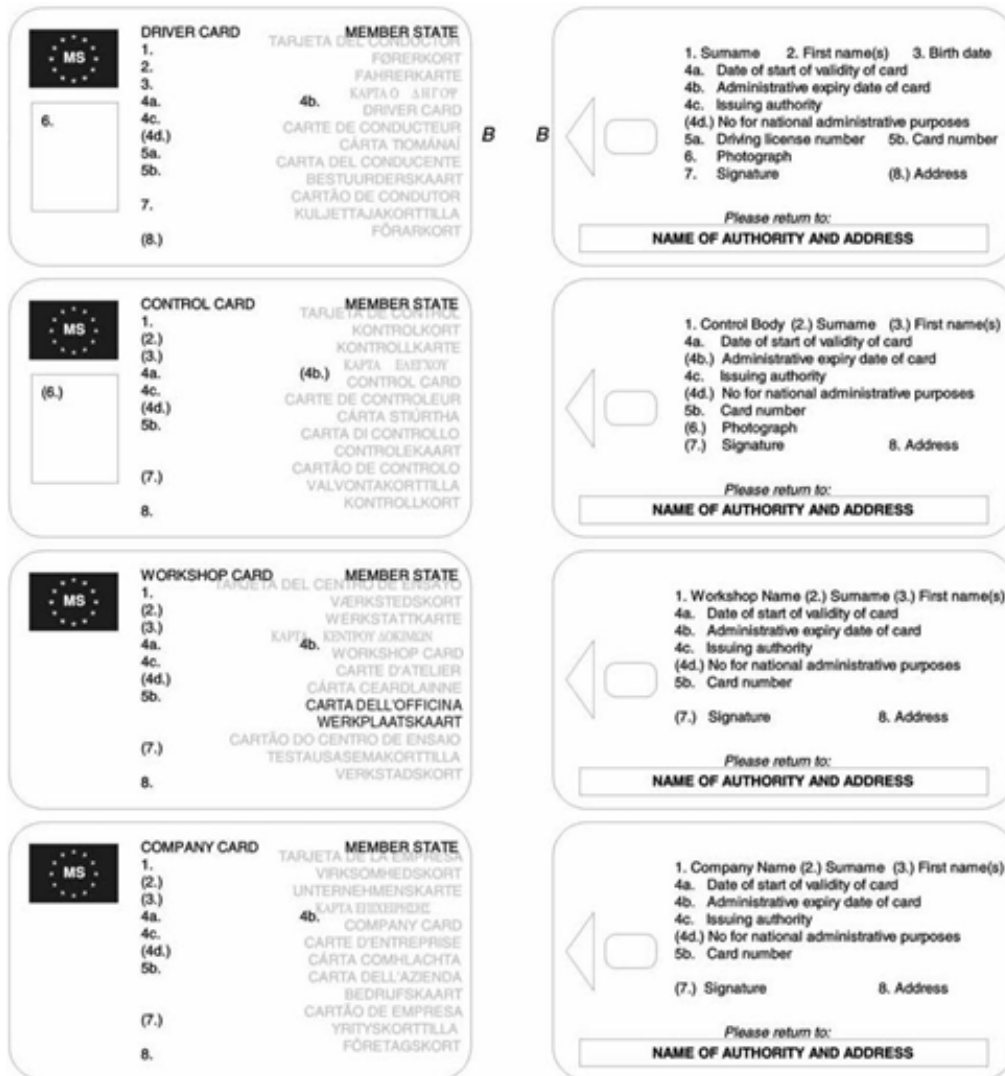 DRIVER CARD MEMBER STATE
MS
TARJETA DEL CONDUCTOR
1.
FØRERKORT
2.
FAHRERKARTE
3.
ΚΑΡΤΑ Ο
4a. 4b.
DRIVER CARD
6.
4c.
CARTE DE CONDUCTEUR
(4d.)
CÁRTA TIOMÁNAÍ
5a.
CARTA DEL CONDUCENTE
5b.
BESTUURDERSKAART
CARTÃO DE CONDUTOR
7.
KULJETTAJAKORTTILLA
FÖRARKORT
(8.)
B
B
1. Surname 2. First name(s) 3. Birth date
4a. Date of start of validity of card
4b. Administrative expiry date of card
4c. Issuing authority
(4d.) No for national administrative purposes
5a. Driving license number 5b. Card number
6. Photograph
7. Signature (8.) Address
Please return to:
NAME OF AUTHORITY AND ADDRESS
CONTROL CARD MEMBER STATE
MS
TARJETA DE CONTROL
1.
KONTROLKORT
(2.)
KONTROLLKARTE
(3.)
ΚΑΡΤΑ ΕΛΕΓΧΟΥ
4a. (4b.)
CONTROL CARD
(6.)
4c.
CARTE DE CONTROLEUR
(4d.)
CÁRTA STIÚRTHA
5b.
CARTA DI CONTROLLO
CONTROLEKAART
CARTÃO DE CONTROLO
(7.)
VALVONTAKORTTILLA
KONTROLLKORT
8.
1. Control Body (2.) Surname (3.) First name(s)
4a. Date of start of validity of card
(4b.) Administrative expiry date of card
4c. Issuing authority
(4d.) No for national administrative purposes
5b. Card number
(6.) Photograph
(7.) Signature 8. Address
Please return to:
NAME OF AUTHORITY AND ADDRESS
WORKSHOP CARD MEMBER STATE
MS
TARJETA DEL CENTRO DE ENSAYO
1.
VÆRKSTEDSKORT
(2.)
WERKSTATTKARTE
(3.)
ΚΑΡΤΑ ΚΕΝΤΡΟΥ ΔΟΚΙΜΩΝ
4a. 4b.
WORKSHOP CARD
4c.
CARTE D'ATELIER
(4d.)
CÁRTA CEARDLAINNE
5b.
CARTA DELL'OFFICINA
WERKPLAATSKAART
CARTÃO DO CENTRO DE ENSAIO
(7.)
TESTAUSASEMAKORTTILLA
VERKSTADSKORT
8.
1. Workshop Name (2.) Surname (3.) First name(s)
4a. Date of start of validity of card
4b. Administrative expiry date of card
4c. Issuing authority
(4d.) No for national administrative purposes
5b. Card number
(7.) Signature 8. Address
Please return to:
NAME OF AUTHORITY AND ADDRESS
COMPANY CARD MEMBER STATE
MS
TARJETA DE LA EMPRESA
1.
VIRKSOMHEDSKORT
(2.)
UNTERNEHMENSKARTE
(3.)
ΚΑΡΤΑ ΕΠΙΧΕΙΡΗΣΗΣ
4a. 4b.
COMPANY CARD
4c.
CARTE D'ENTREPRISE
(4d.)
CÁRTA COMHLACHTA
5b.
CARTA DELL'AZIENDA
BEDRIJFSKAART
CARTÃO DE EMPRESA
(7.)
YRITYSKORTTILLA
FÖRETAGSKORT
8.
1. Company Name (2.) Surname (3.) First name(s)
4a. Date of start of validity of card
4b. Administrative expiry date of card
4c. Issuing authority
(4d.) No for national administrative purposes
5b. Card number
(7.) Signature 8. Address
Please return to:
NAME OF AUTHORITY AND ADDRESS